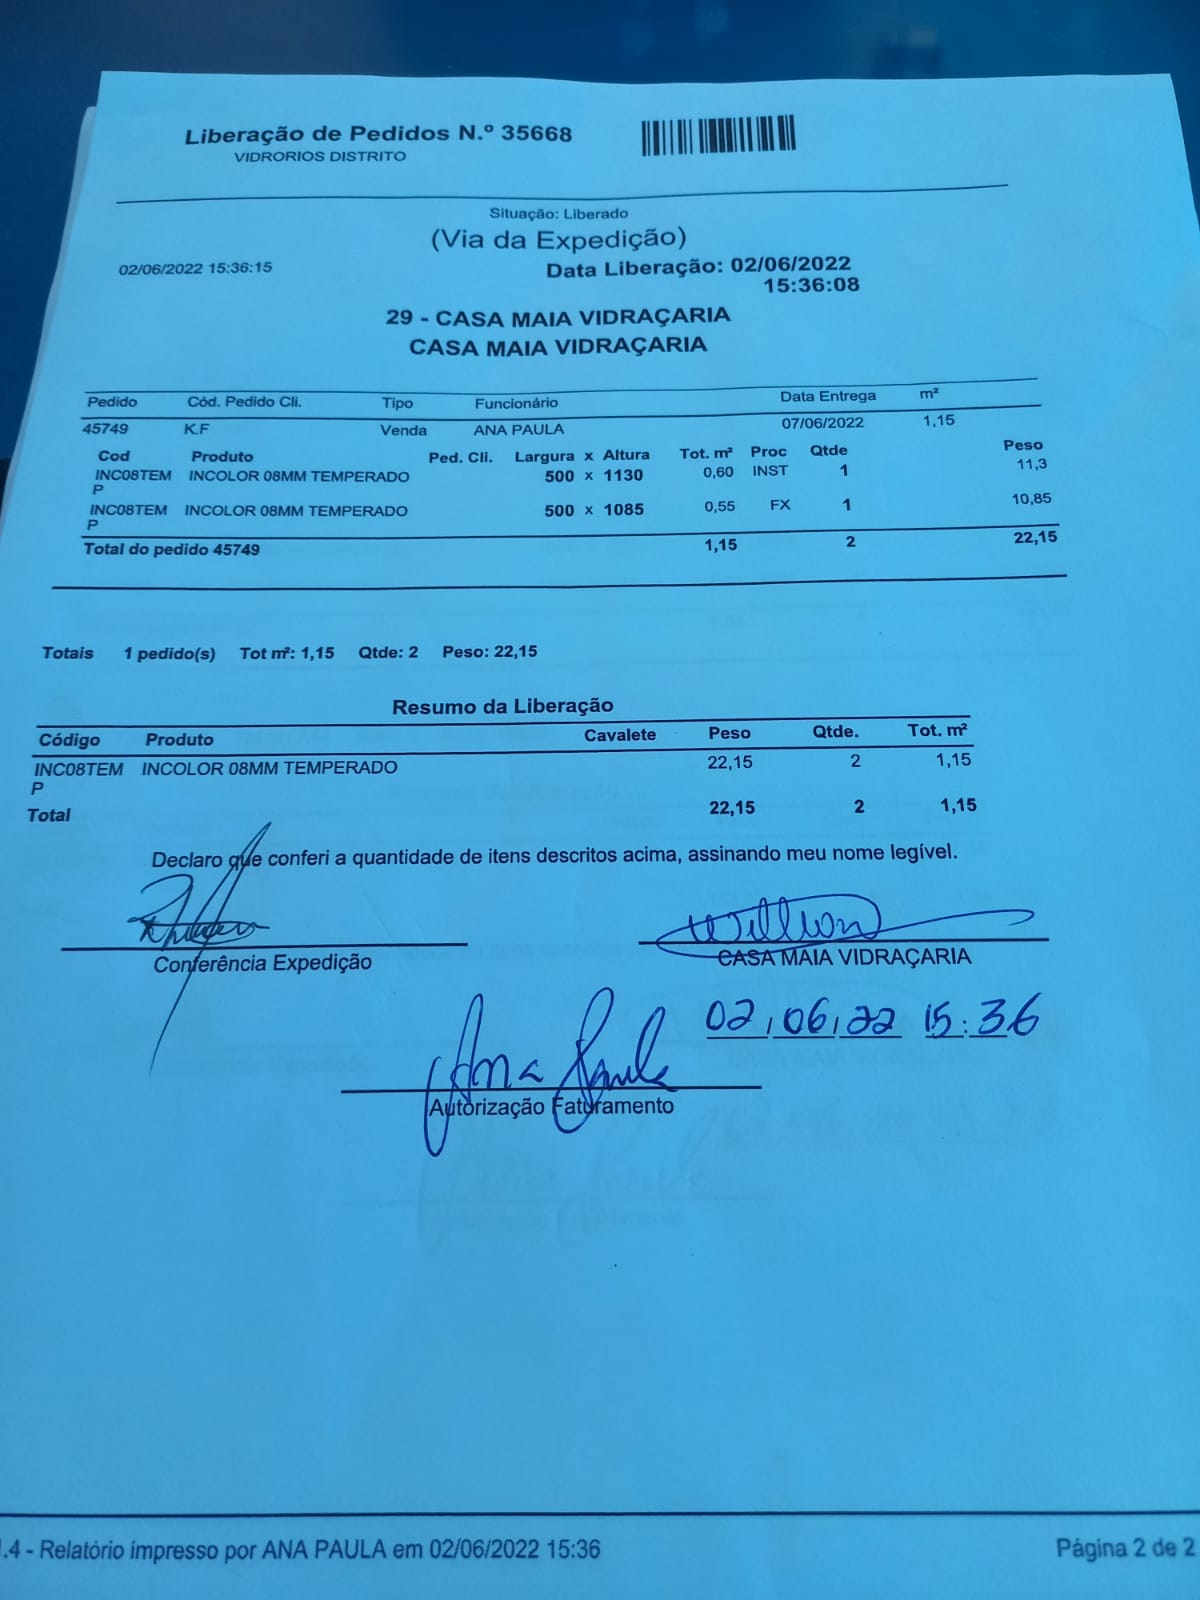 Liberação de Pedidos N.º 35668
VIDRORIOS DISTRITO
Situação: Liberado
(Via da Expedição)
02/06/2022 15:36:15 Data Liberação: 02/06/2022
15:36:08
29 - CASA MAIA VIDRAÇARIA
CASA MAIA VIDRAÇARIA
Pedido Cód. Pedido Cli. Tipo Funcionário Data Entrega m²
45749 K.F Venda ANA PAULA 07/06/2022 1,15
Cod Produto Ped. Cli. Largura x Altura Tot. m² Proc Qtde Peso
INC08TEM INCOLOR 08MM TEMPERADO 500 x 1130 0,60 INST 1 11,3
P
INC08TEM INCOLOR 08MM TEMPERADO 500 x 1085 0,55 FX 1 10,85
P
Total do pedido 45749 1,15 2 22,15
Totais 1 pedido(s) Tot m²: 1,15 Qtde: 2 Peso: 22,15
Resumo da Liberação
Código Produto Cavalete Peso Qtde. Tot. m²
INC08TEM INCOLOR 08MM TEMPERADO 22,15 2 1,15
P
Total 22,15 2 1,15
Declaro que conferi a quantidade de itens descritos acima, assinando meu nome legível.
Willion
Conferência Expedição CASA MAIA VIDRAÇARIA
02/06/22 15:36
Ana Paula
Autorização Faturamento
.4 - Relatório impresso por ANA PAULA em 02/06/2022 15:36 Página 2 de 2